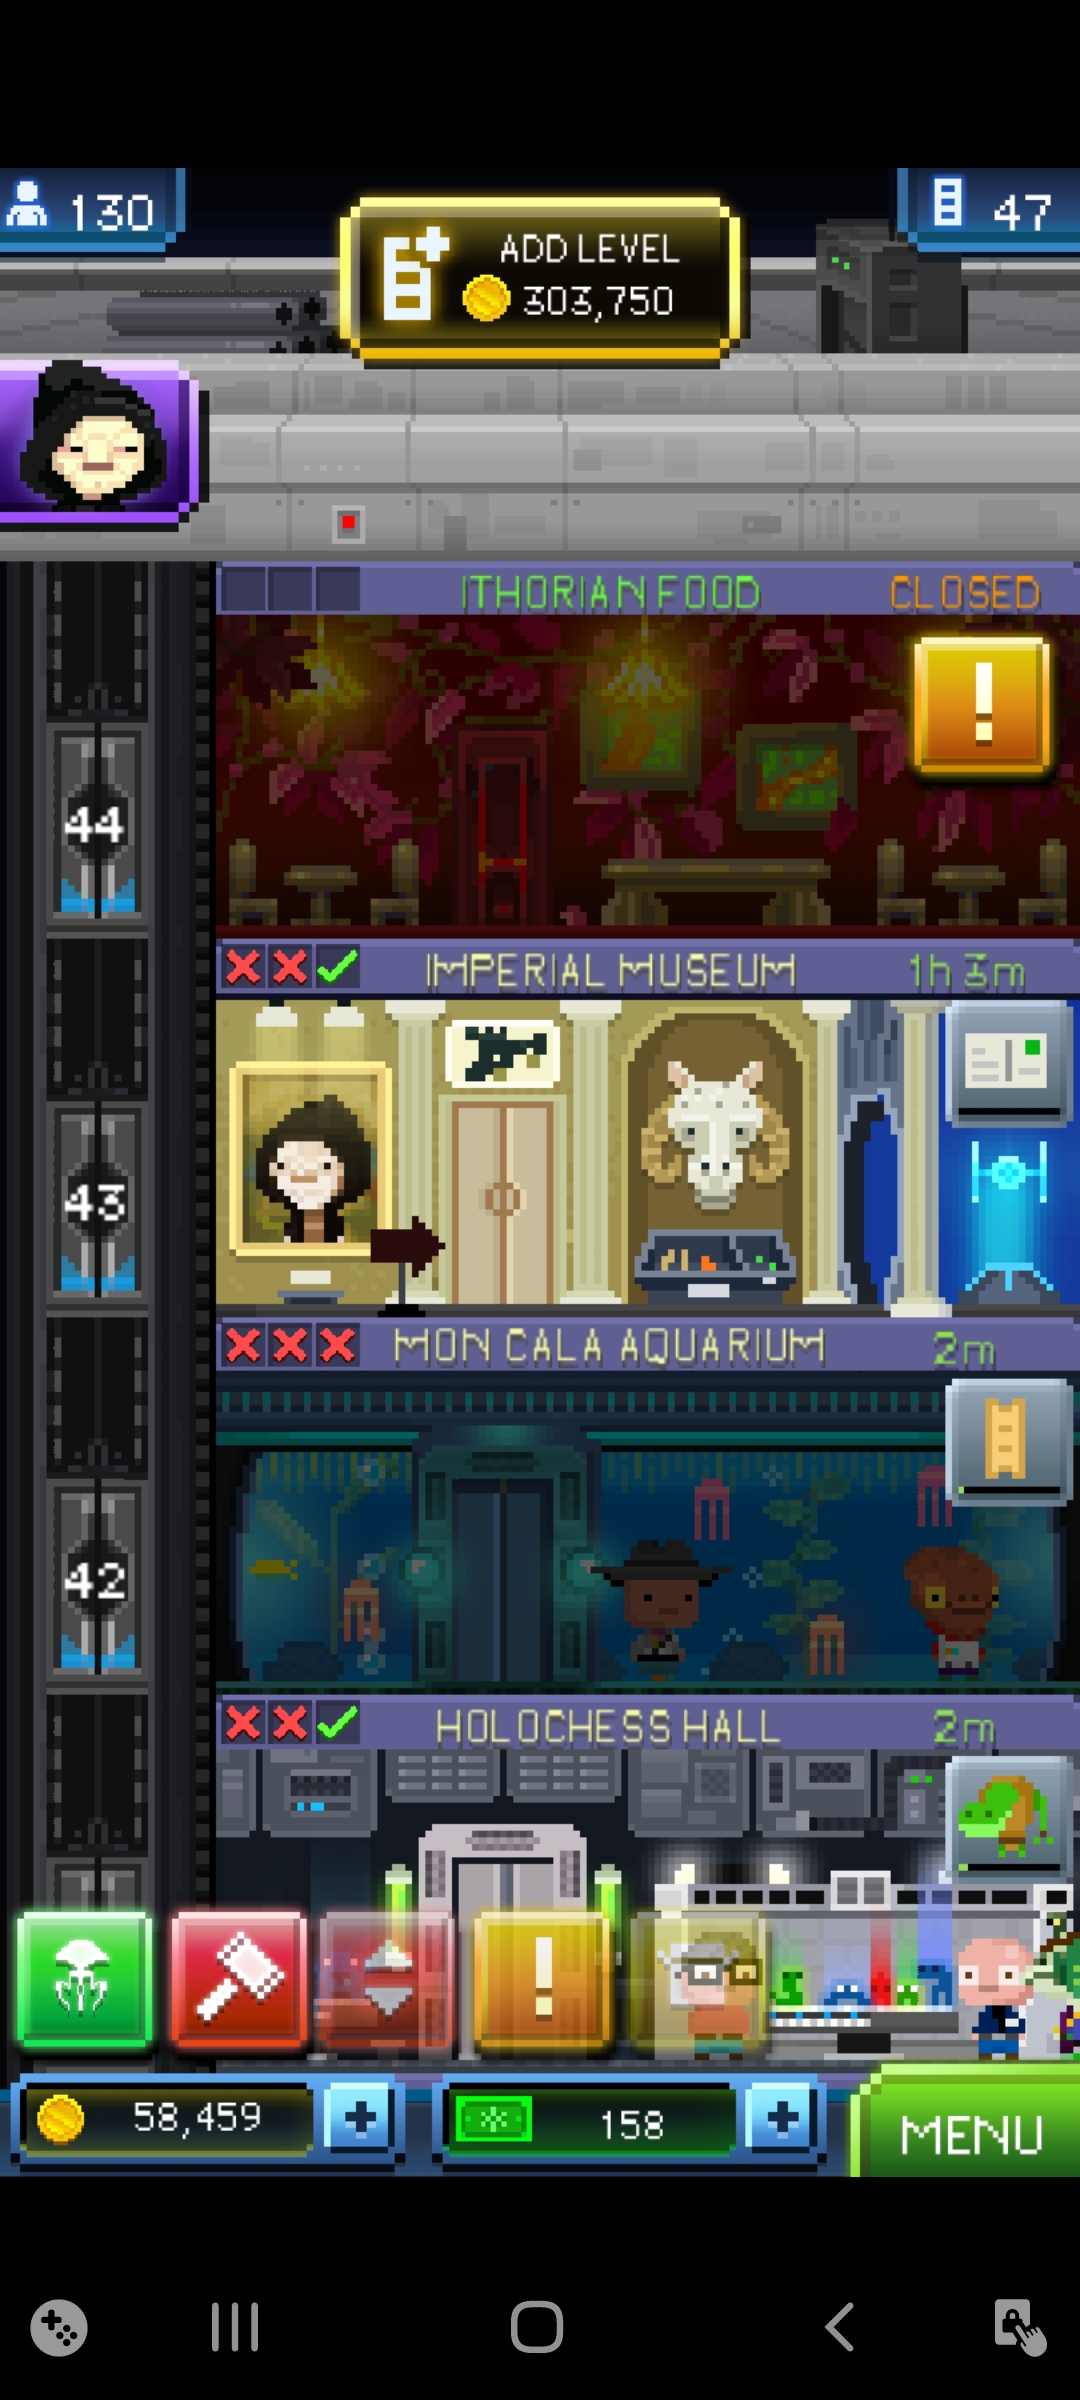 130
ADD LEVEL
303,750
47
ITHORIAN FOOD
CLOSED
!
44
IMPERIAL MUSEUM
1h 3m
43
MON CALA AQUARIUM
2m
42
HOLOCHESS HALL
2m
!
58,459
+
158
+
MENU